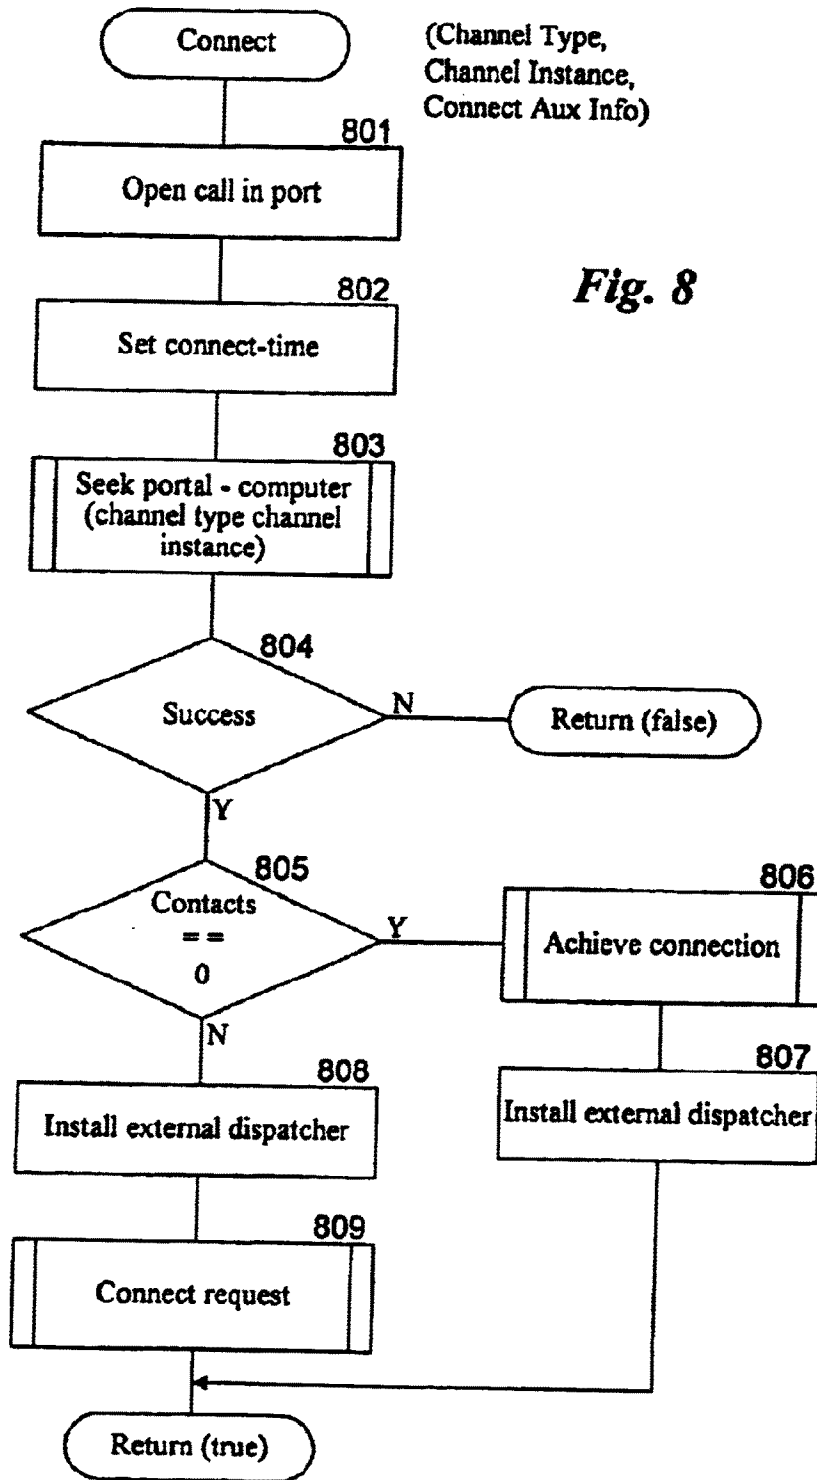 Connect
(Channel Type,
Channel Instance,
Connect Aux Info)
801
Open call in port
Fig. 8
802
Set connect-time
803
Seek portal - computer
(channel type channel
instance)
804
Success
N
Return (false)
Y
805
Contacts
= =
0
Y
806
Achieve connection
N
807
Install external dispatcher
808
Install external dispatcher
809
Connect request
Return (true)